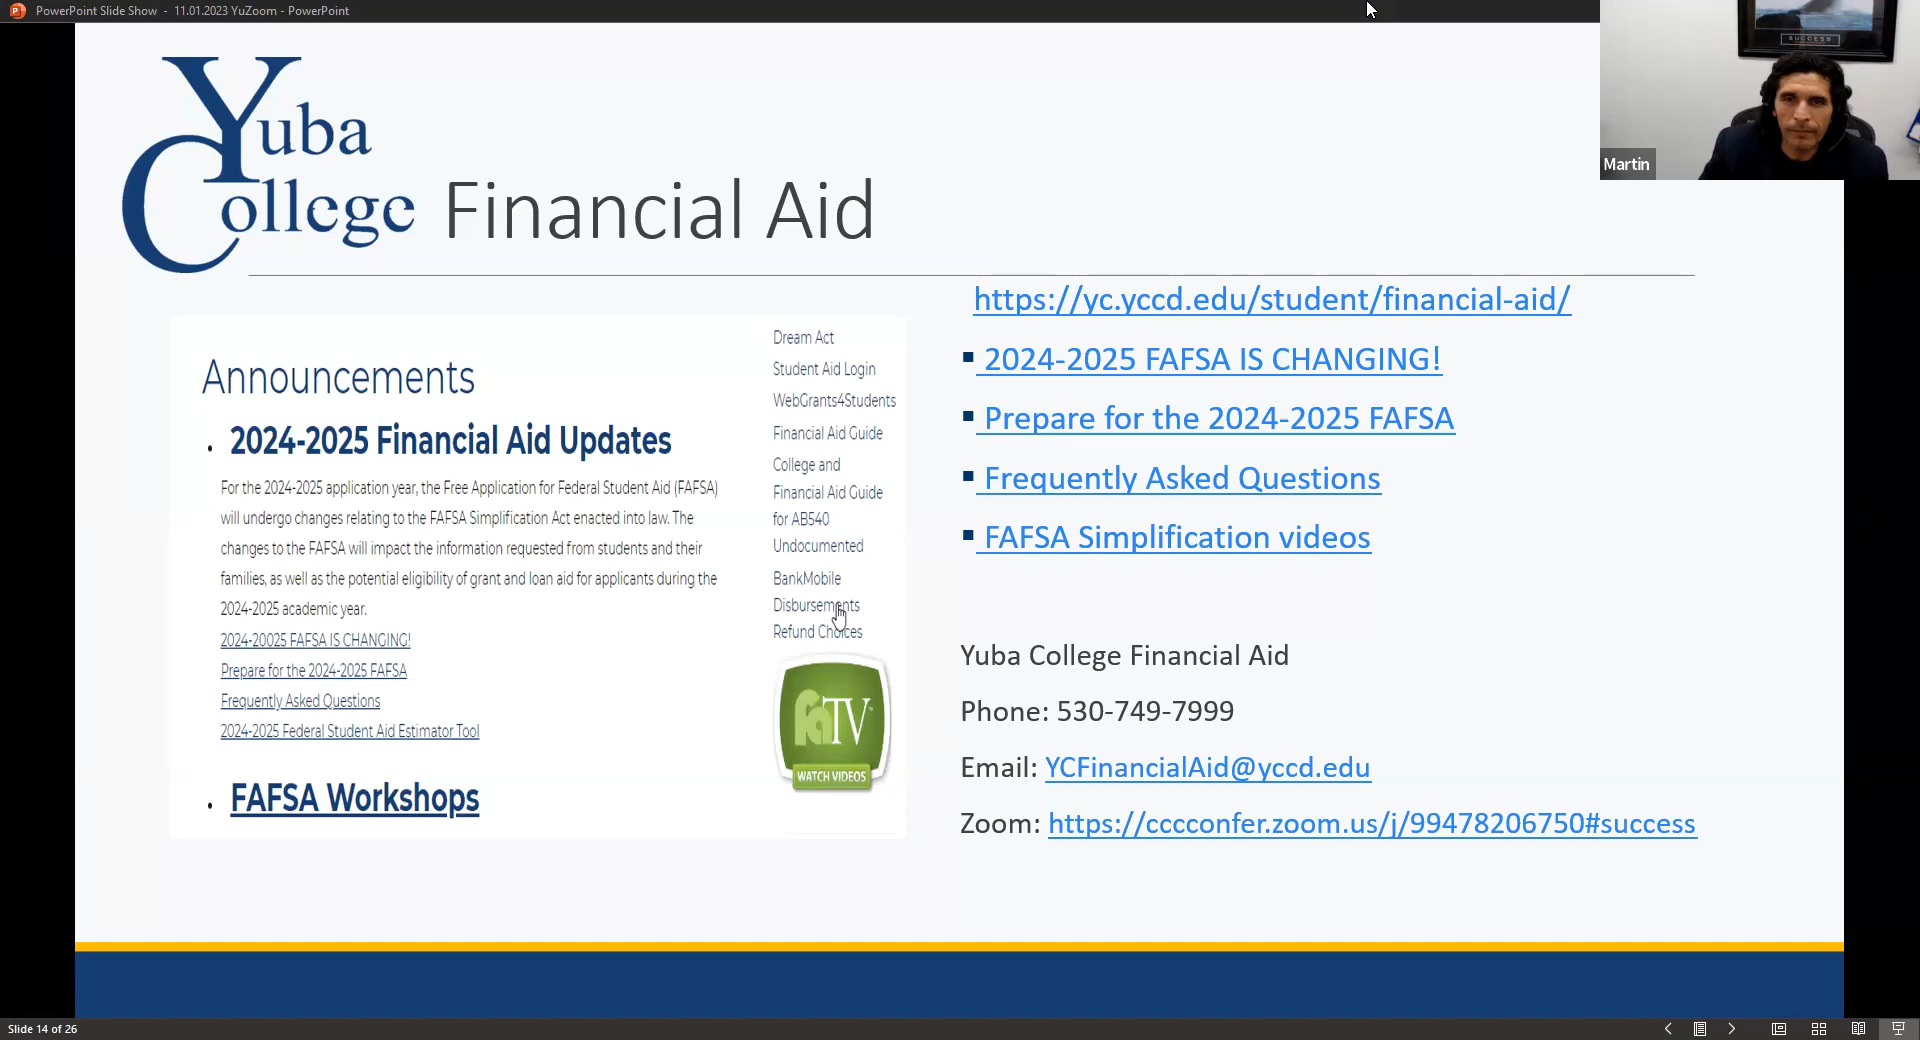 PowerPoint Slide Show - 11.01.2023 YuZoom - PowerPoint
SUCCESS
Martin
Yuba
College
Financial Aid
Announcements
2024-2025 Financial Aid Updates
For the 2024-2025 application year, the Free Application for Federal Student Aid (FAFSA)
will undergo changes relating to the FAFSA Simplification Act enacted into law. The
changes to the FAFSA will impact the information requested from students and their
families, as well as the potential eligibility of grant and loan aid for applicants during the
2024-2025 academic year.
2024-20025 FAFSA IS CHANGING!
Prepare for the 2024-2025 FAFSA
Frequently Asked Questions
2024-2025 Federal Student Aid Estimator Tool
FAFSA Workshops
Dream Act
Student Aid Login
WebGrants4Students
Financial Aid Guide
College and
Financial Aid Guide
for AB540
Undocumented
BankMobile
Disbursements
Refund Choices
faTV
WATCH VIDEOS
https://yc.yccd.edu/student/financial-aid/
2024-2025 FAFSA IS CHANGING!
Prepare for the 2024-2025 FAFSA
Frequently Asked Questions
FAFSA Simplification videos
Yuba College Financial Aid
Phone: 530-749-7999
Email: YCFinancialAid@yccd.edu
Zoom: https://cccconfer.zoom.us/j/99478206750#success
Slide 14 of 26